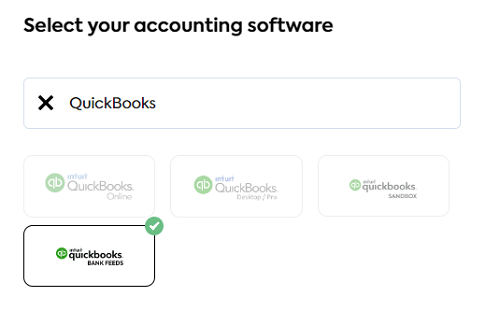 Select your accounting software
QuickBooks
intuit
QuickBooks.
Online
intuit
QuickBooks.
Desktop / Pro
intuit
quickbooks.
SANDBOX
intuit
quickbooks.
BANK FEEDS